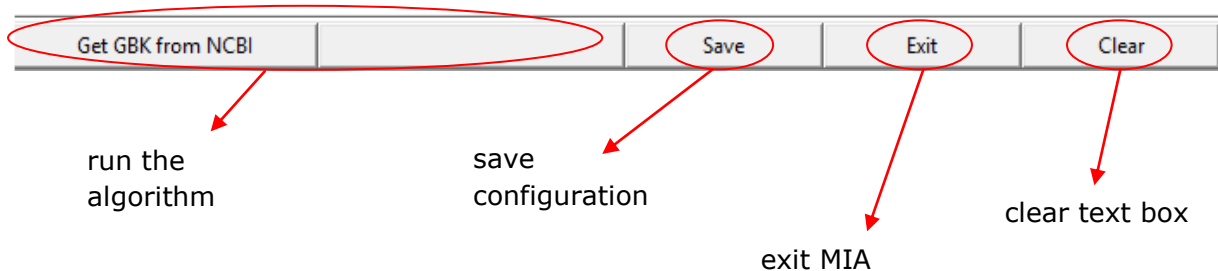 Get GBK from NCBI Save Exit Clear
run the
algorithm
save
configuration
clear text box
exit MIA